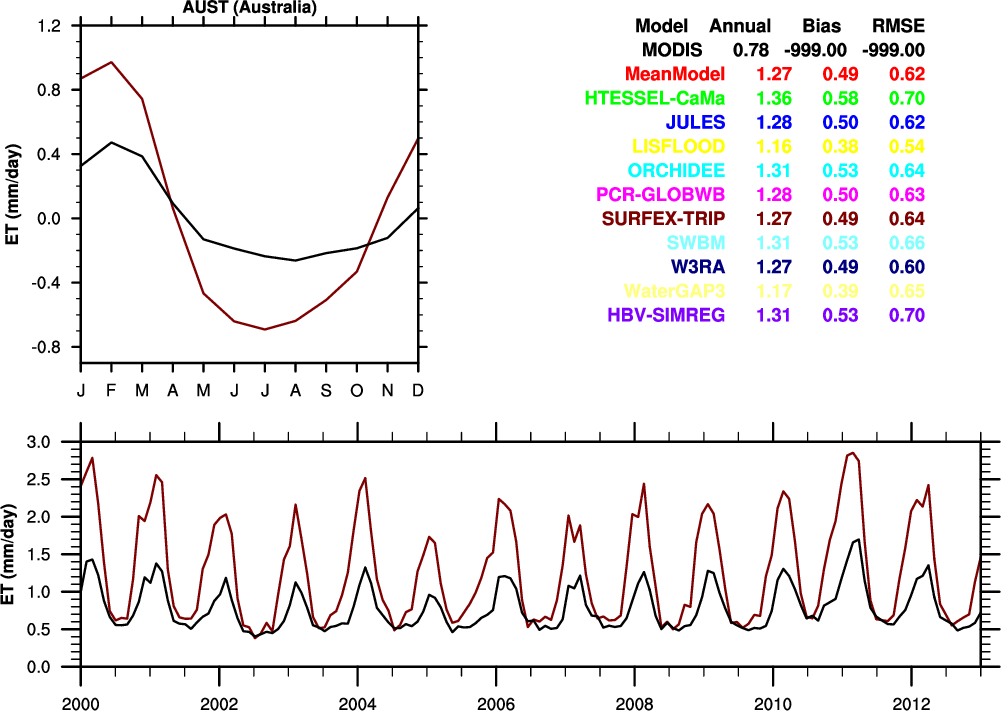 AUST (Australia)
1.2
0.8
0.4
0.0
-0.4
-0.8
ET (mm/day)
J F M A M J J A S O N D
Model Annual Bias RMSE
MODIS 0.78 -999.00 -999.00
MeanModel 1.27 0.49 0.62
HTESSEL-CaMa 1.36 0.58 0.70
JULES 1.28 0.50 0.62
LISFLOOD 1.16 0.38 0.54
ORCHIDEE 1.31 0.53 0.64
PCR-GLOBWB 1.28 0.50 0.63
SURFEX-TRIP 1.27 0.49 0.64
SWBM 1.31 0.53 0.66
W3RA 1.27 0.49 0.60
WaterGAP3 1.17 0.39 0.65
HBV-SIMREG 1.31 0.53 0.70
3.0
2.5
2.0
1.5
1.0
0.5
0.0
ET (mm/day)
2000 2002 2004 2006 2008 2010 2012